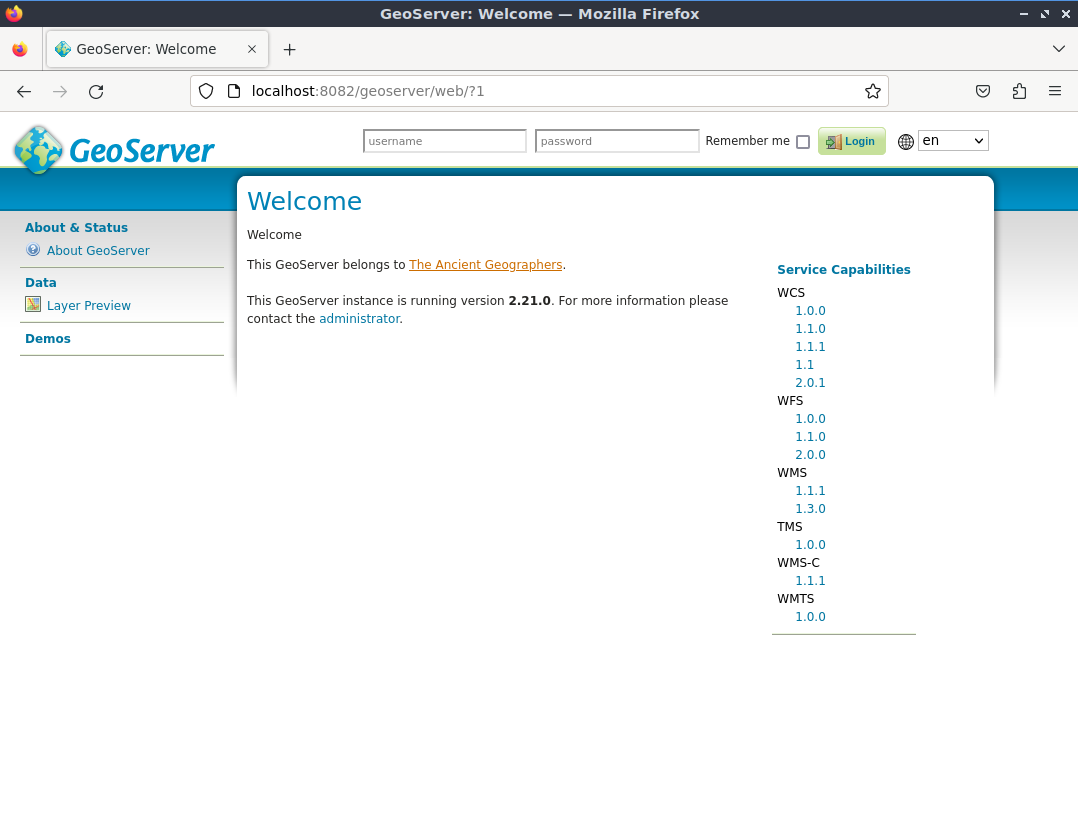 GeoServer: Welcome — Mozilla Firefox
GeoServer: Welcome
localhost:8082/geoserver/web/?1
GeoServer
username
password
Remember me
Login
en
About & Status
About GeoServer
Data
Layer Preview
Demos
Welcome
Welcome
This GeoServer belongs to The Ancient Geographers.
This GeoServer instance is running version 2.21.0. For more information please
contact the administrator.
Service Capabilities
WCS
1.0.0
1.1.0
1.1.1
1.1
2.0.1
WFS
1.0.0
1.1.0
2.0.0
WMS
1.1.1
1.3.0
TMS
1.0.0
WMS-C
1.1.1
WMTS
1.0.0